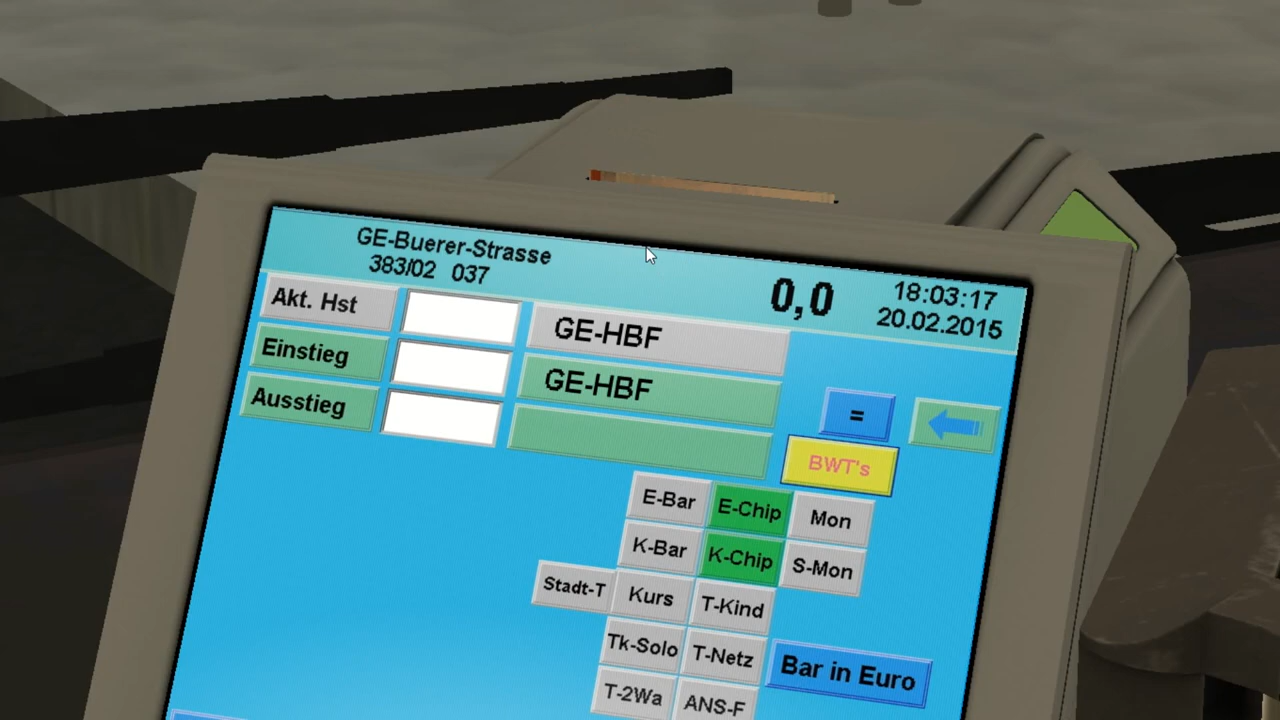 GE-Buerer-Strasse
383/02 037
0,0
18:03:17
20.02.2015
Akt. Hst
GE-HBF
Einstieg
GE-HBF
Ausstieg
=
BWT's
E-Bar E-Chip Mon
K-Bar K-Chip S-Mon
Stadt-T Kurs T-Kind
Tk-Solo T-Netz
Bar in Euro
T-2Wa ANS-F